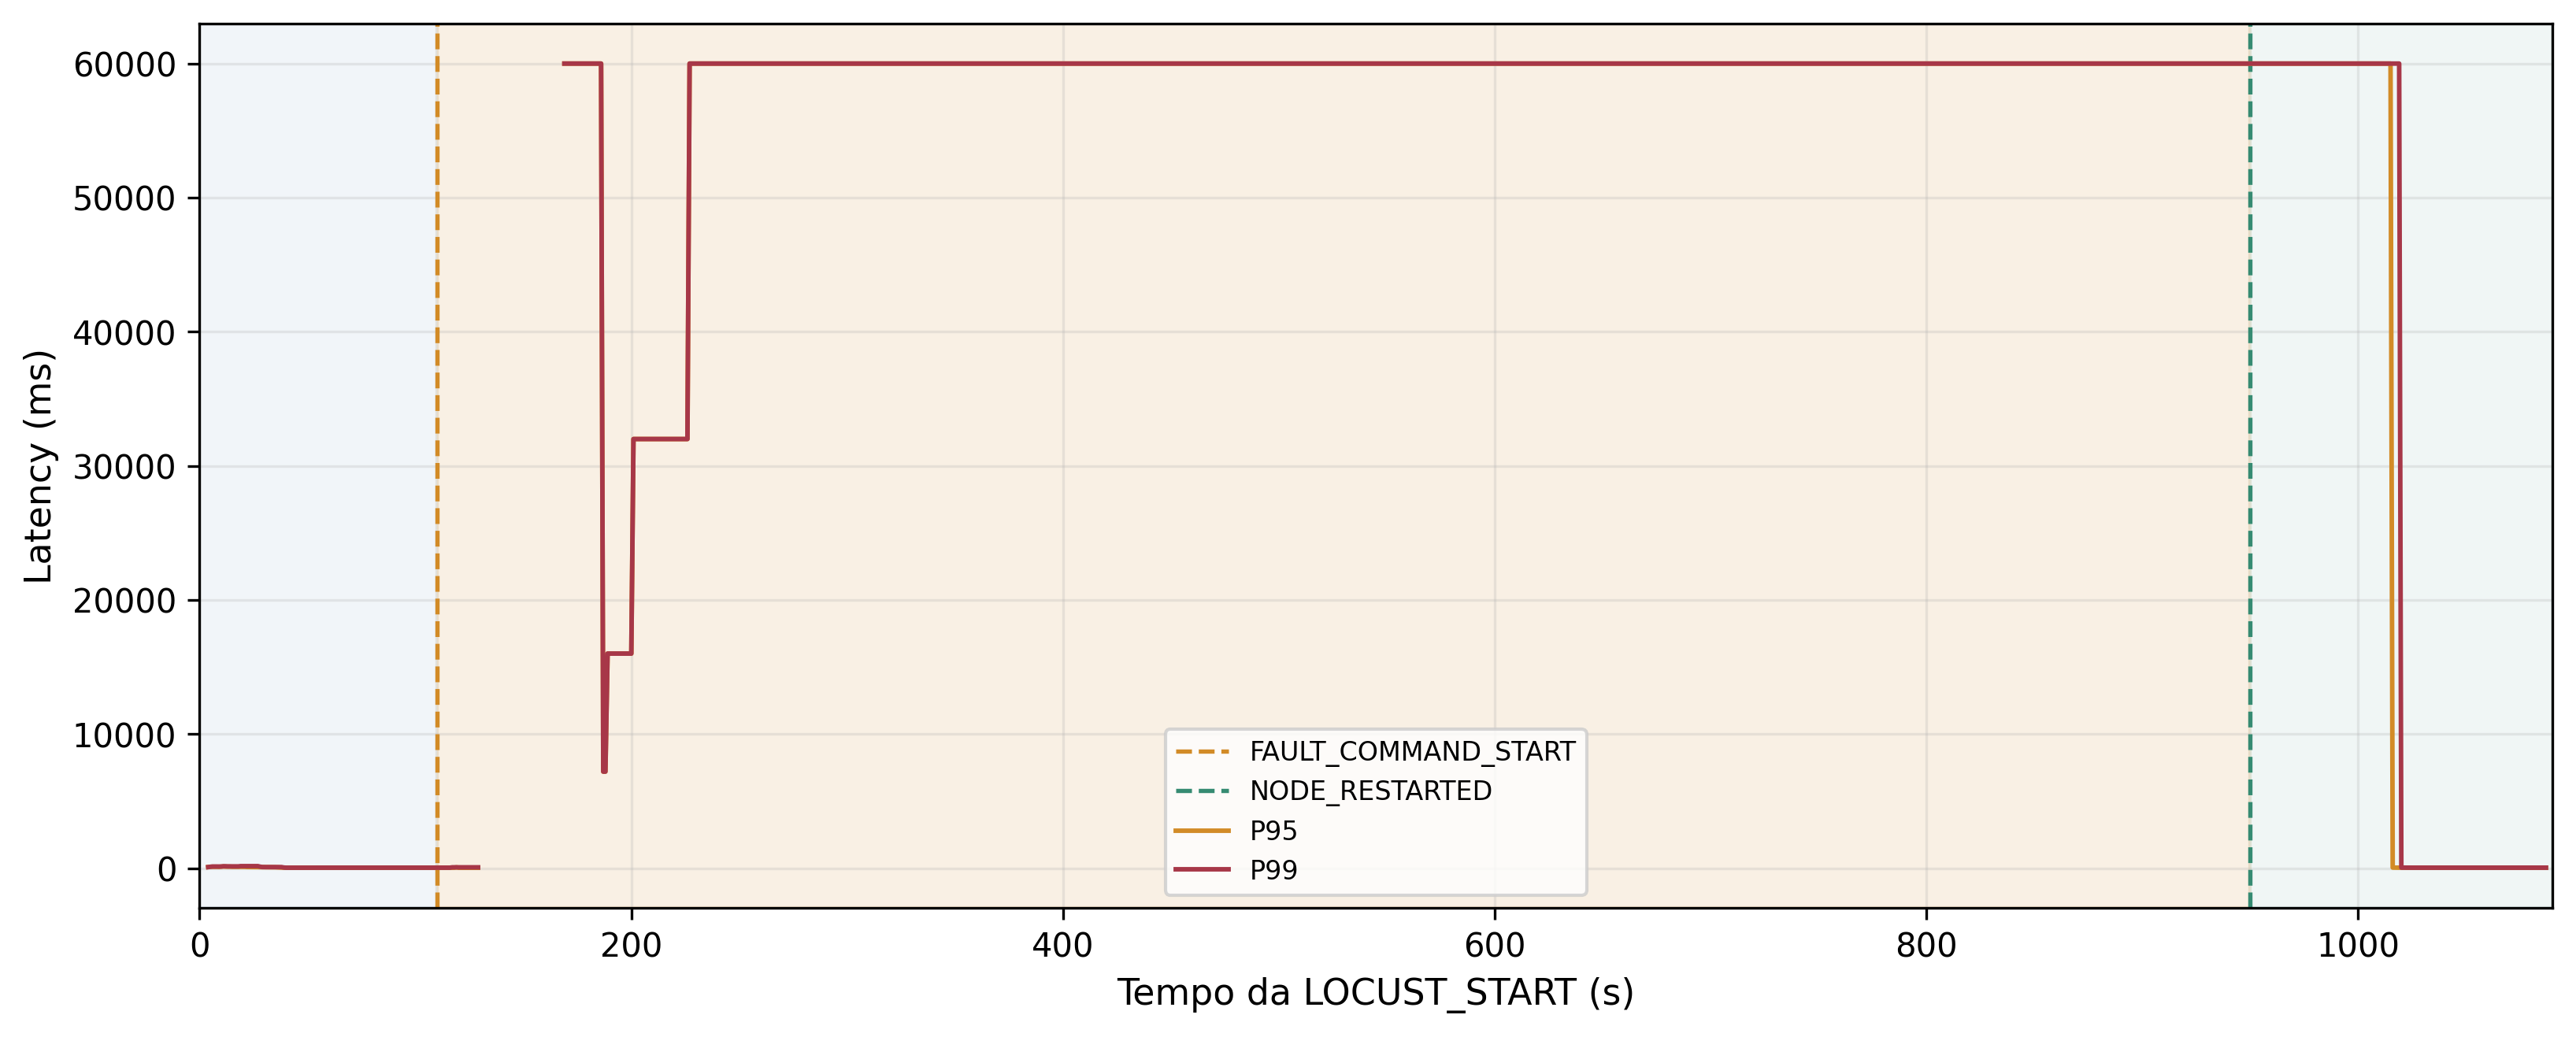 Latency (ms)
60000
50000
40000
30000
20000
10000
0
FAULT_COMMAND_START
NODE_RESTARTED
P95
P99
0 200 400 600 800 1000
Tempo da LOCUST_START (s)